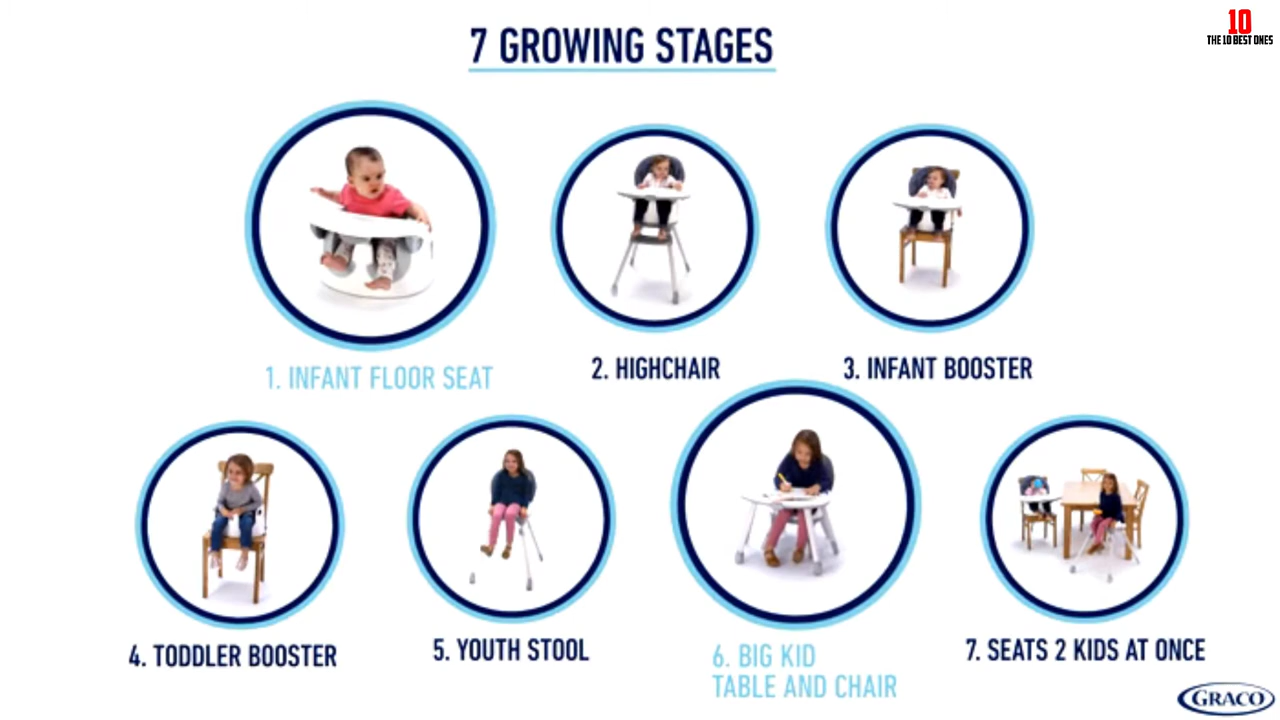 7 GROWING STAGES
10
THE 10 BEST ONES
1. INFANT FLOOR SEAT
2. HIGHCHAIR
3. INFANT BOOSTER
4. TODDLER BOOSTER
5. YOUTH STOOL
6. BIG KID
TABLE AND CHAIR
7. SEATS 2 KIDS AT ONCE
GRACO